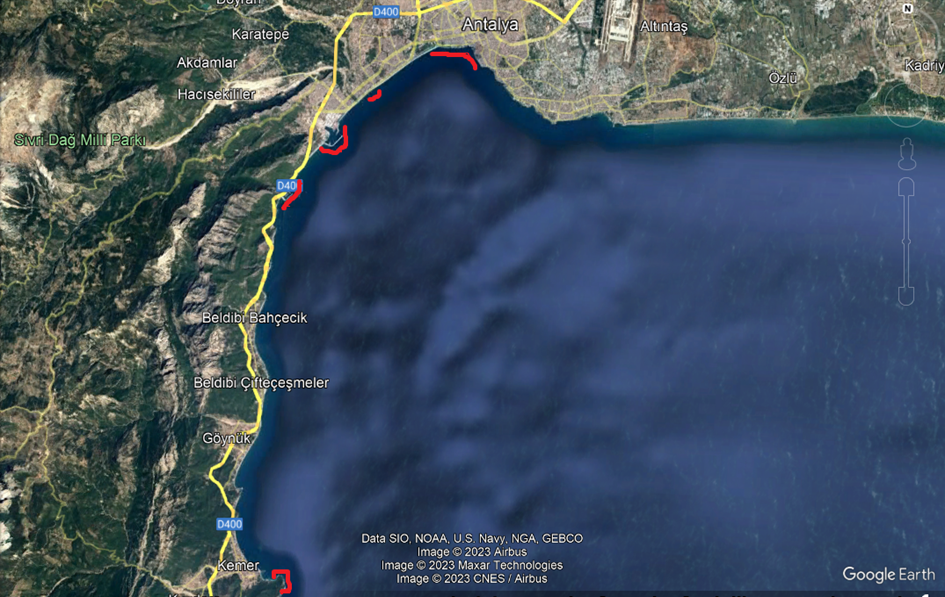 Doyran
D400
Antalya
Altıntaş
Karatepe
Akdamlar
Hacısekililer
Özlü
Kadriy
N
Sivri Dağ Milli Parkı
D40
Beldibi Bahçecik
Beldibi Çifteçeşmeler
Göynük
D400
Kemer
Data SIO, NOAA, U.S. Navy, NGA, GEBCO
Image © 2023 Airbus
Image © 2023 Maxar Technologies
Image © 2023 CNES / Airbus
Google Earth